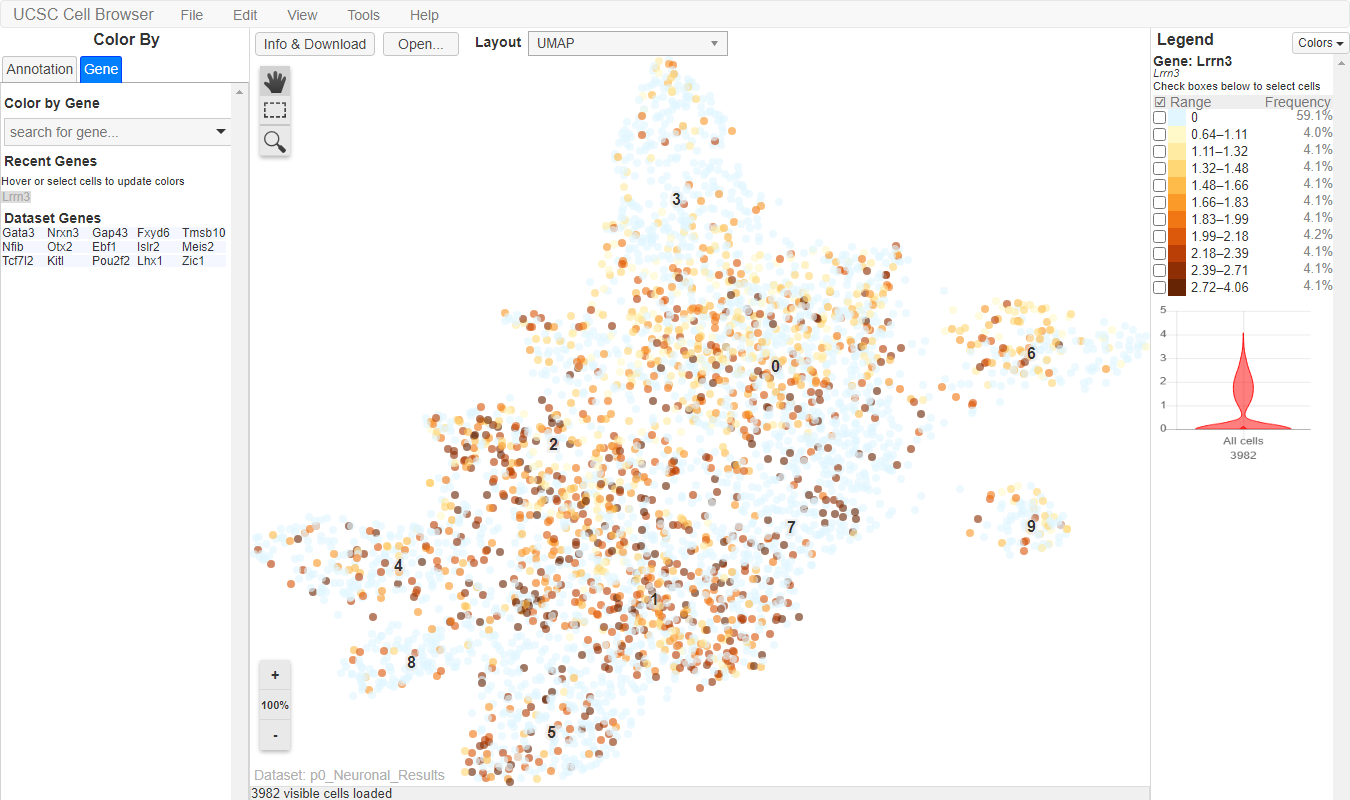 UCSC Cell Browser File Edit View Tools Help
Color By
Annotation Gene
Color by Gene
search for gene...
Recent Genes
Hover or select cells to update colors
Lrrn3
Dataset Genes
Gata3 Nrxn3 Gap43 Fxyd6 Tmsb10
Nfib Otx2 Ebf1 Islr2 Meis2
Tcf7l2 Kitl Pou2f2 Lhx1 Zic1
Info & Download Open... Layout UMAP
3
0
6
2
7
9
4
1
8
5
+
100%
-
Dataset: p0_Neuronal_Results
3982 visible cells loaded
Legend Colors
Gene: Lrrn3
Lrrn3
Check boxes below to select cells
Range Frequency
0 59.1%
0.64–1.11 4.0%
1.11–1.32 4.1%
1.32–1.48 4.1%
1.48–1.66 4.1%
1.66–1.83 4.1%
1.83–1.99 4.1%
1.99–2.18 4.2%
2.18–2.39 4.1%
2.39–2.71 4.1%
2.72–4.06 4.1%
5
4
3
2
1
0
All cells
3982